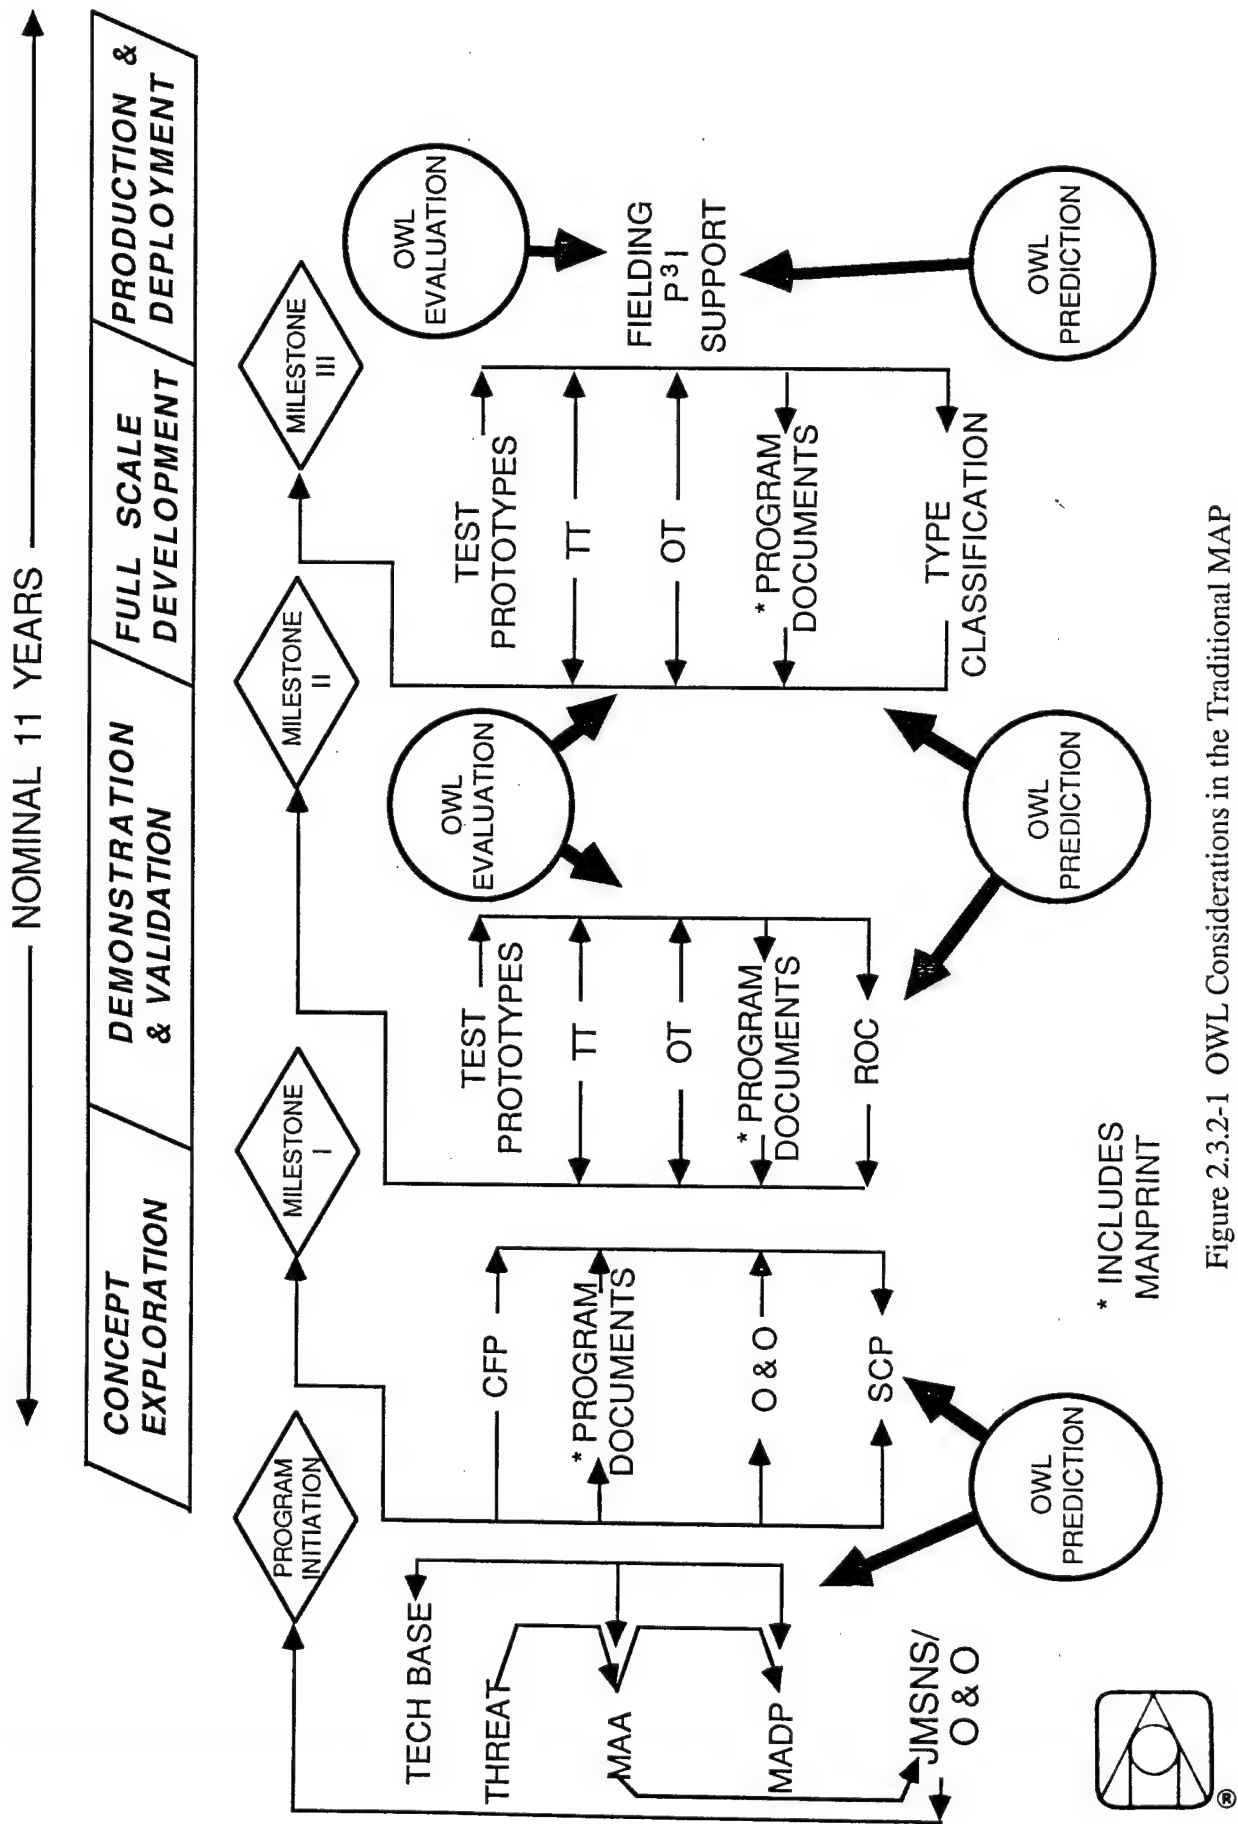 NOMINAL 11 YEARS
CONCEPT
EXPLORATION
DEMONSTRATION
& VALIDATION
FULL SCALE
DEVELOPMENT
PRODUCTION &
DEPLOYMENT
PROGRAM
INITIATION
MILESTONE
I
MILESTONE
II
MILESTONE
III
TECH BASE
THREAT
MAA
MADP
JMSNS/
O & O
CFP
* PROGRAM
DOCUMENTS
O & O
SCP
OWL
PREDICTION
TEST
PROTOTYPES
TT
OT
* PROGRAM
DOCUMENTS
ROC
OWL
EVALUATION
OWL
PREDICTION
TEST
PROTOTYPES
TT
OT
* PROGRAM
DOCUMENTS
TYPE
CLASSIFICATION
OWL
EVALUATION
FIELDING
P³I
SUPPORT
OWL
PREDICTION
* INCLUDES
MANPRINT
®
Figure 2.3.2-1 OWL Considerations in the Traditional MAP